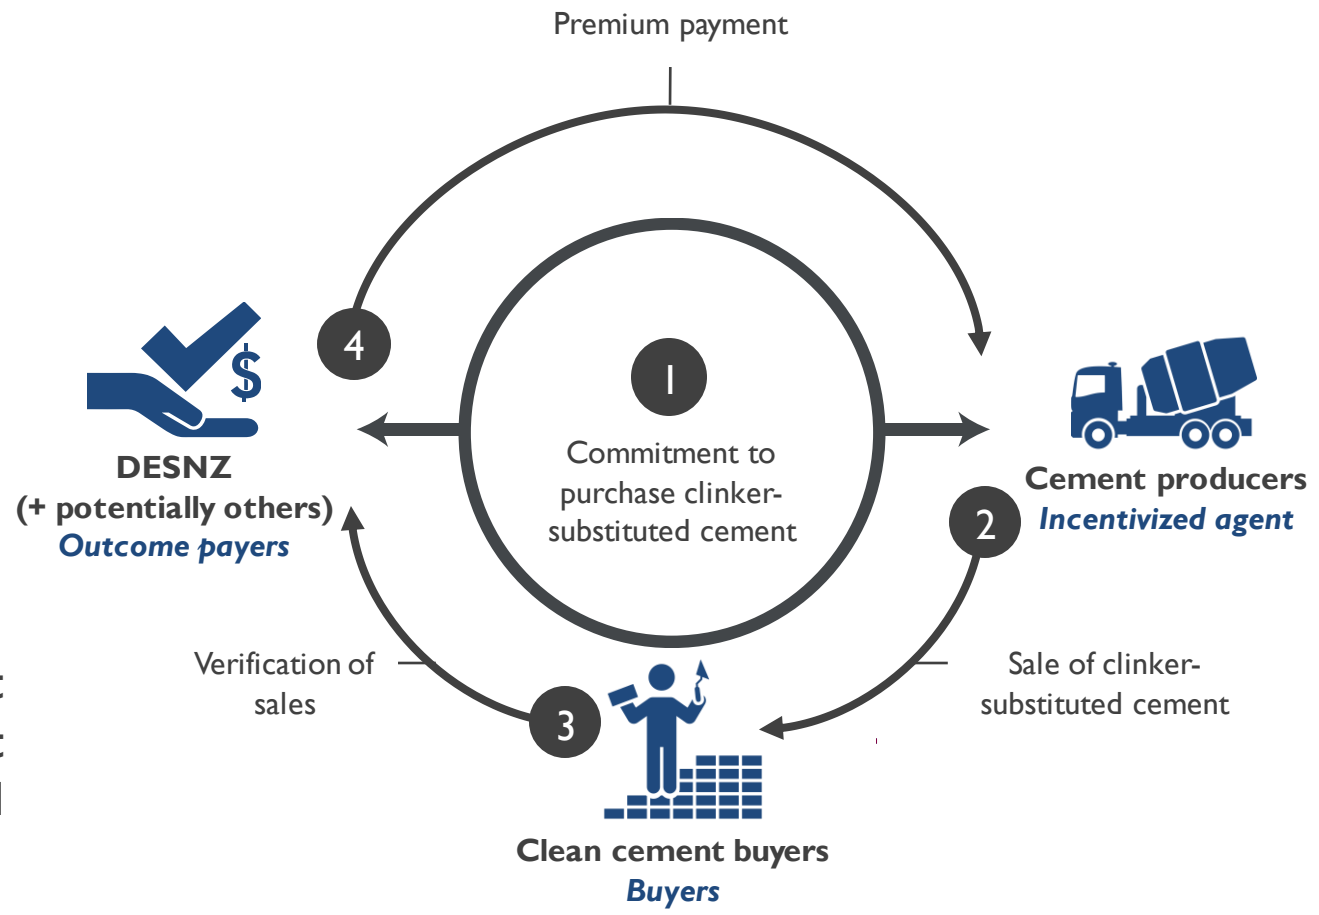 Premium payment
4
$
1
DESNZ
(+ potentially others)
Outcome payers
Commitment to
purchase clinker-
substituted cement
Cement producers
Incentivized agent
2
Verification of
sales
Sale of clinker-
substituted cement
3
Clean cement buyers
Buyers